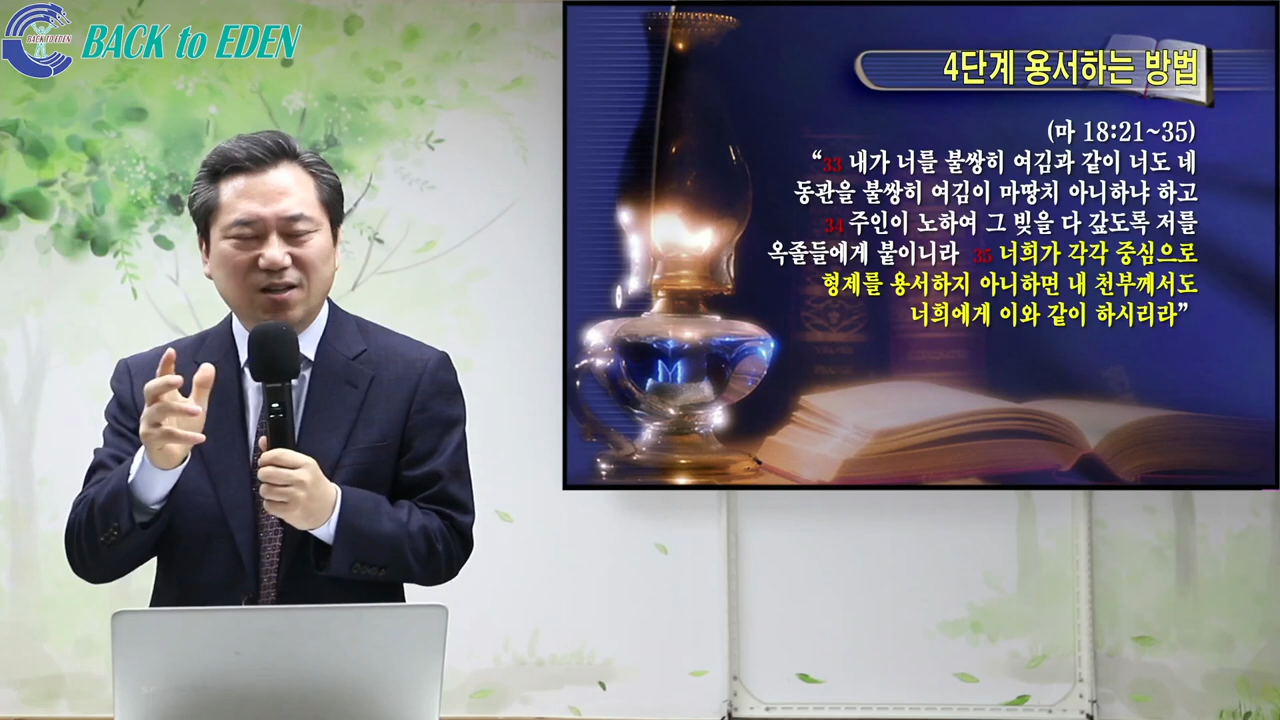 BACK TO EDEN
BACK to EDEN
4단계 용서하는 방법
(마 18:21~35)
“33 내가 너를 불쌍히 여김과 같이 너도 네
동관을 불쌍히 여김이 마땅치 아니하냐 하고
34 주인이 노하여 그 빚을 다 갚도록 저를
옥졸들에게 붙이니라 35 너희가 각각 중심으로
형제를 용서하지 아니하면 내 천부께서도
너희에게 이와 같이 하시리라”